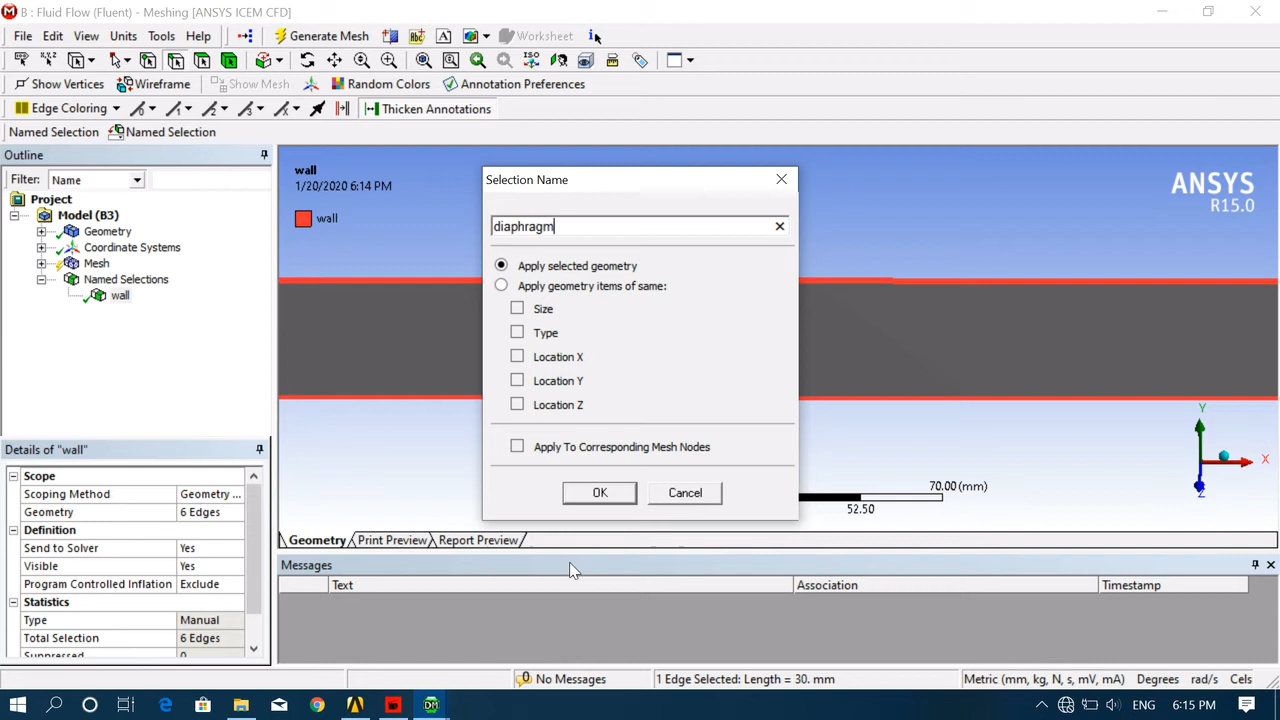 B : Fluid Flow (Fluent) - Meshing [ANSYS ICEM CFD]
File Edit View Units Tools Help Generate Mesh Worksheet
Show Vertices Wireframe Show Mesh Random Colors Annotation Preferences
Edge Coloring Thicken Annotations
Named Selection Named Selection
Outline
Filter: Name
Project
Model (B3)
Geometry
Coordinate Systems
Mesh
Named Selections
wall
Details of "wall"
Scope
Scoping Method Geometry ...
Geometry 6 Edges
Definition
Send to Solver Yes
Visible Yes
Program Controlled Inflation Exclude
Statistics
Type Manual
Total Selection 6 Edges
Suppressed 0
wall
1/20/2020 6:14 PM
wall
ANSYS
R15.0
Selection Name
diaphragm
Apply selected geometry
Apply geometry items of same:
Size
Type
Location X
Location Y
Location Z
Apply To Corresponding Mesh Nodes
OK Cancel
70.00 (mm)
52.50
Y
X
Z
Geometry Print Preview Report Preview
Messages
Text Association Timestamp
No Messages 1 Edge Selected: Length = 30. mm Metric (mm, kg, N, s, mV, mA) Degrees rad/s Cels
DM ENG 6:15 PM